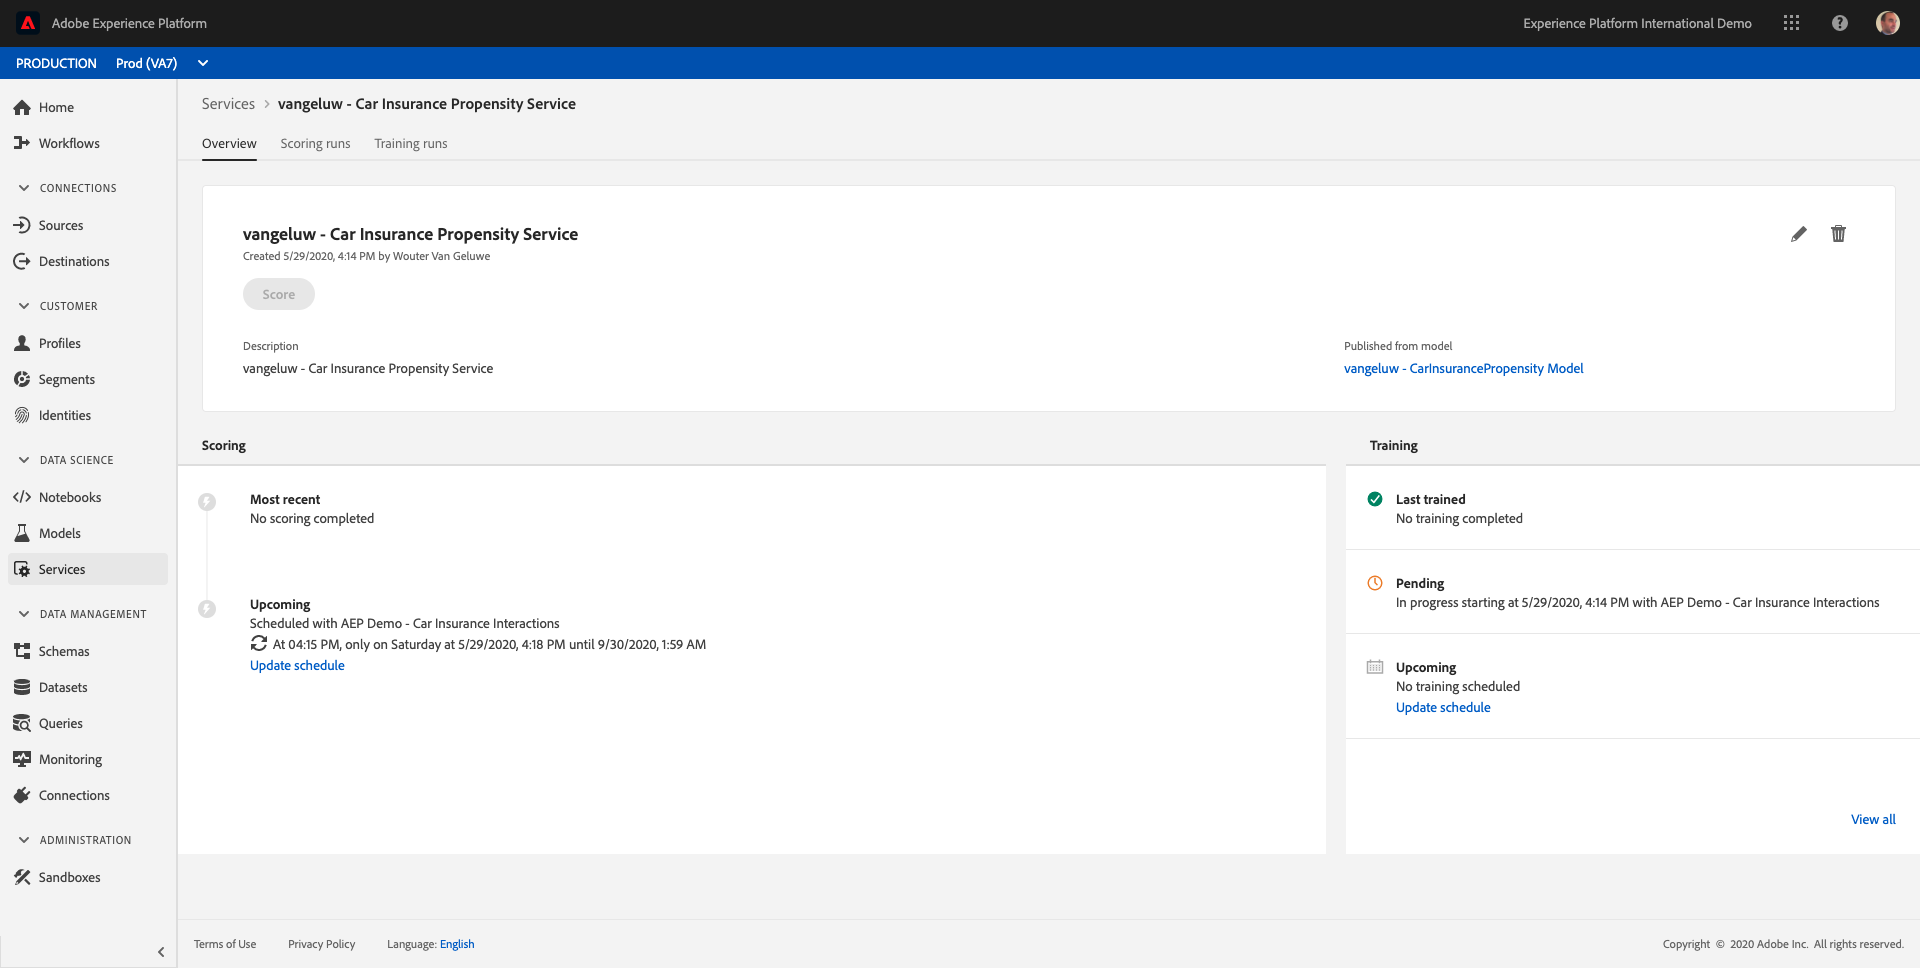 Adobe Experience Platform
Experience Platform International Demo
PRODUCTION Prod (VA7)
Home
Workflows
CONNECTIONS
Sources
Destinations
CUSTOMER
Profiles
Segments
Identities
DATA SCIENCE
Notebooks
Models
Services
DATA MANAGEMENT
Schemas
Datasets
Queries
Monitoring
Connections
ADMINISTRATION
Sandboxes
Services > vangeluw - Car Insurance Propensity Service
Overview Scoring runs Training runs
vangeluw - Car Insurance Propensity Service
Created 5/29/2020, 4:14 PM by Wouter Van Geluwe
Score
Description
vangeluw - Car Insurance Propensity Service
Published from model
vangeluw - CarInsurancePropensity Model
Scoring
Most recent
No scoring completed
Upcoming
Scheduled with AEP Demo - Car Insurance Interactions
At 04:15 PM, only on Saturday at 5/29/2020, 4:18 PM until 9/30/2020, 1:59 AM
Update schedule
Training
Last trained
No training completed
Pending
In progress starting at 5/29/2020, 4:14 PM with AEP Demo - Car Insurance Interactions
Upcoming
No training scheduled
Update schedule
View all
Terms of Use Privacy Policy Language: English
Copyright © 2020 Adobe Inc. All rights reserved.